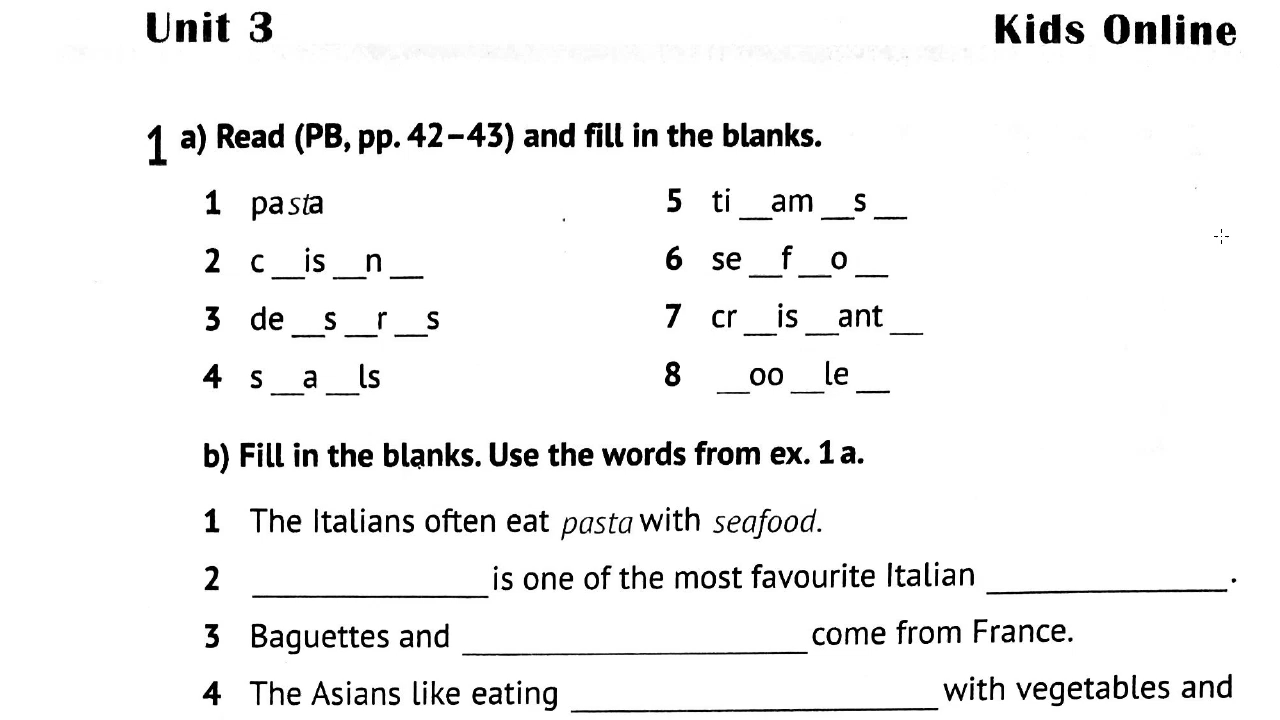 Unit 3 Kids Online
1 a) Read (PB, pp. 42–43) and fill in the blanks.
1 pasta 5 ti __am __s __
2 c __is __n __ 6 se __f __o __
3 de __s __r __s 7 cr __is __ant __
4 s __a __ls 8 __oo __le __
b) Fill in the blanks. Use the words from ex. 1 a.
1 The Italians often eat pasta with seafood.
2 ______________ is one of the most favourite Italian ______________.
3 Baguettes and ____________________ come from France.
4 The Asians like eating ______________________ with vegetables and